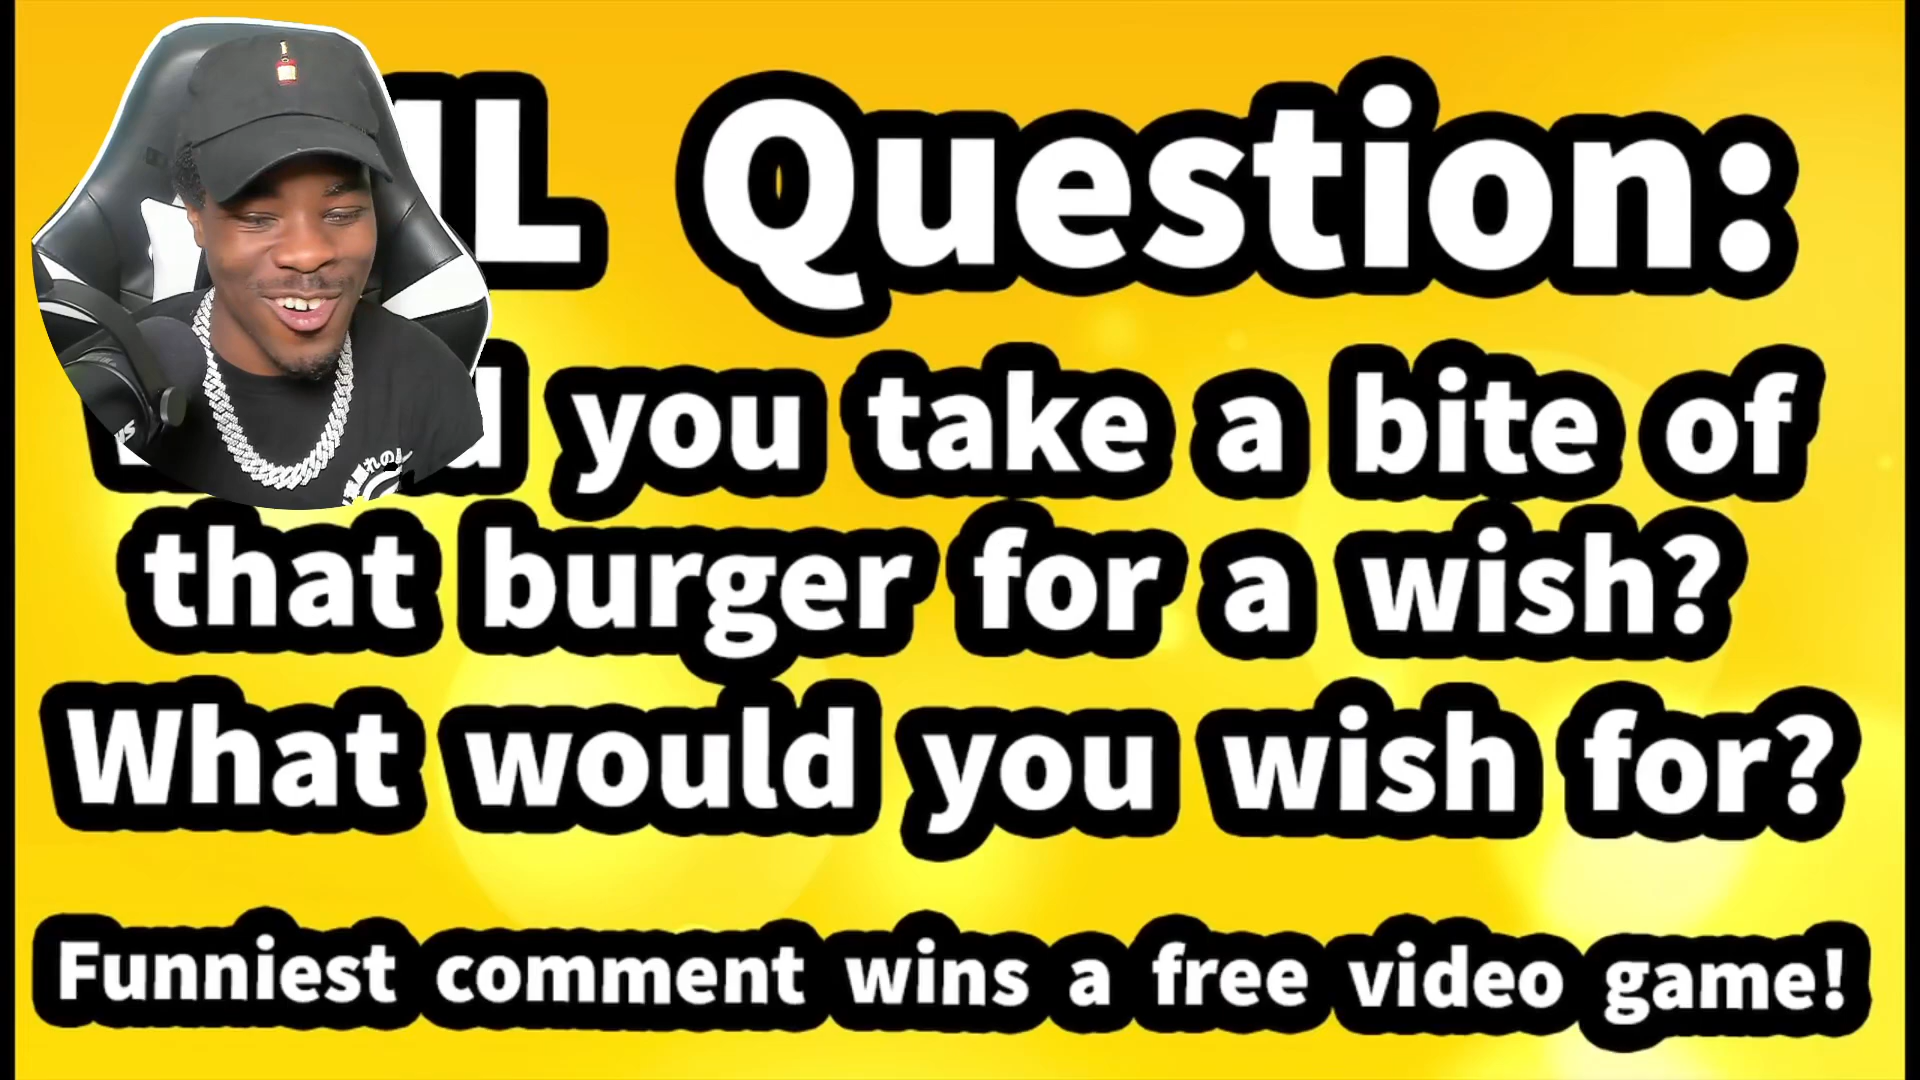 L Question:
you take a bite of
that burger for a wish?
What would you wish for?
Funniest comment wins a free video game!